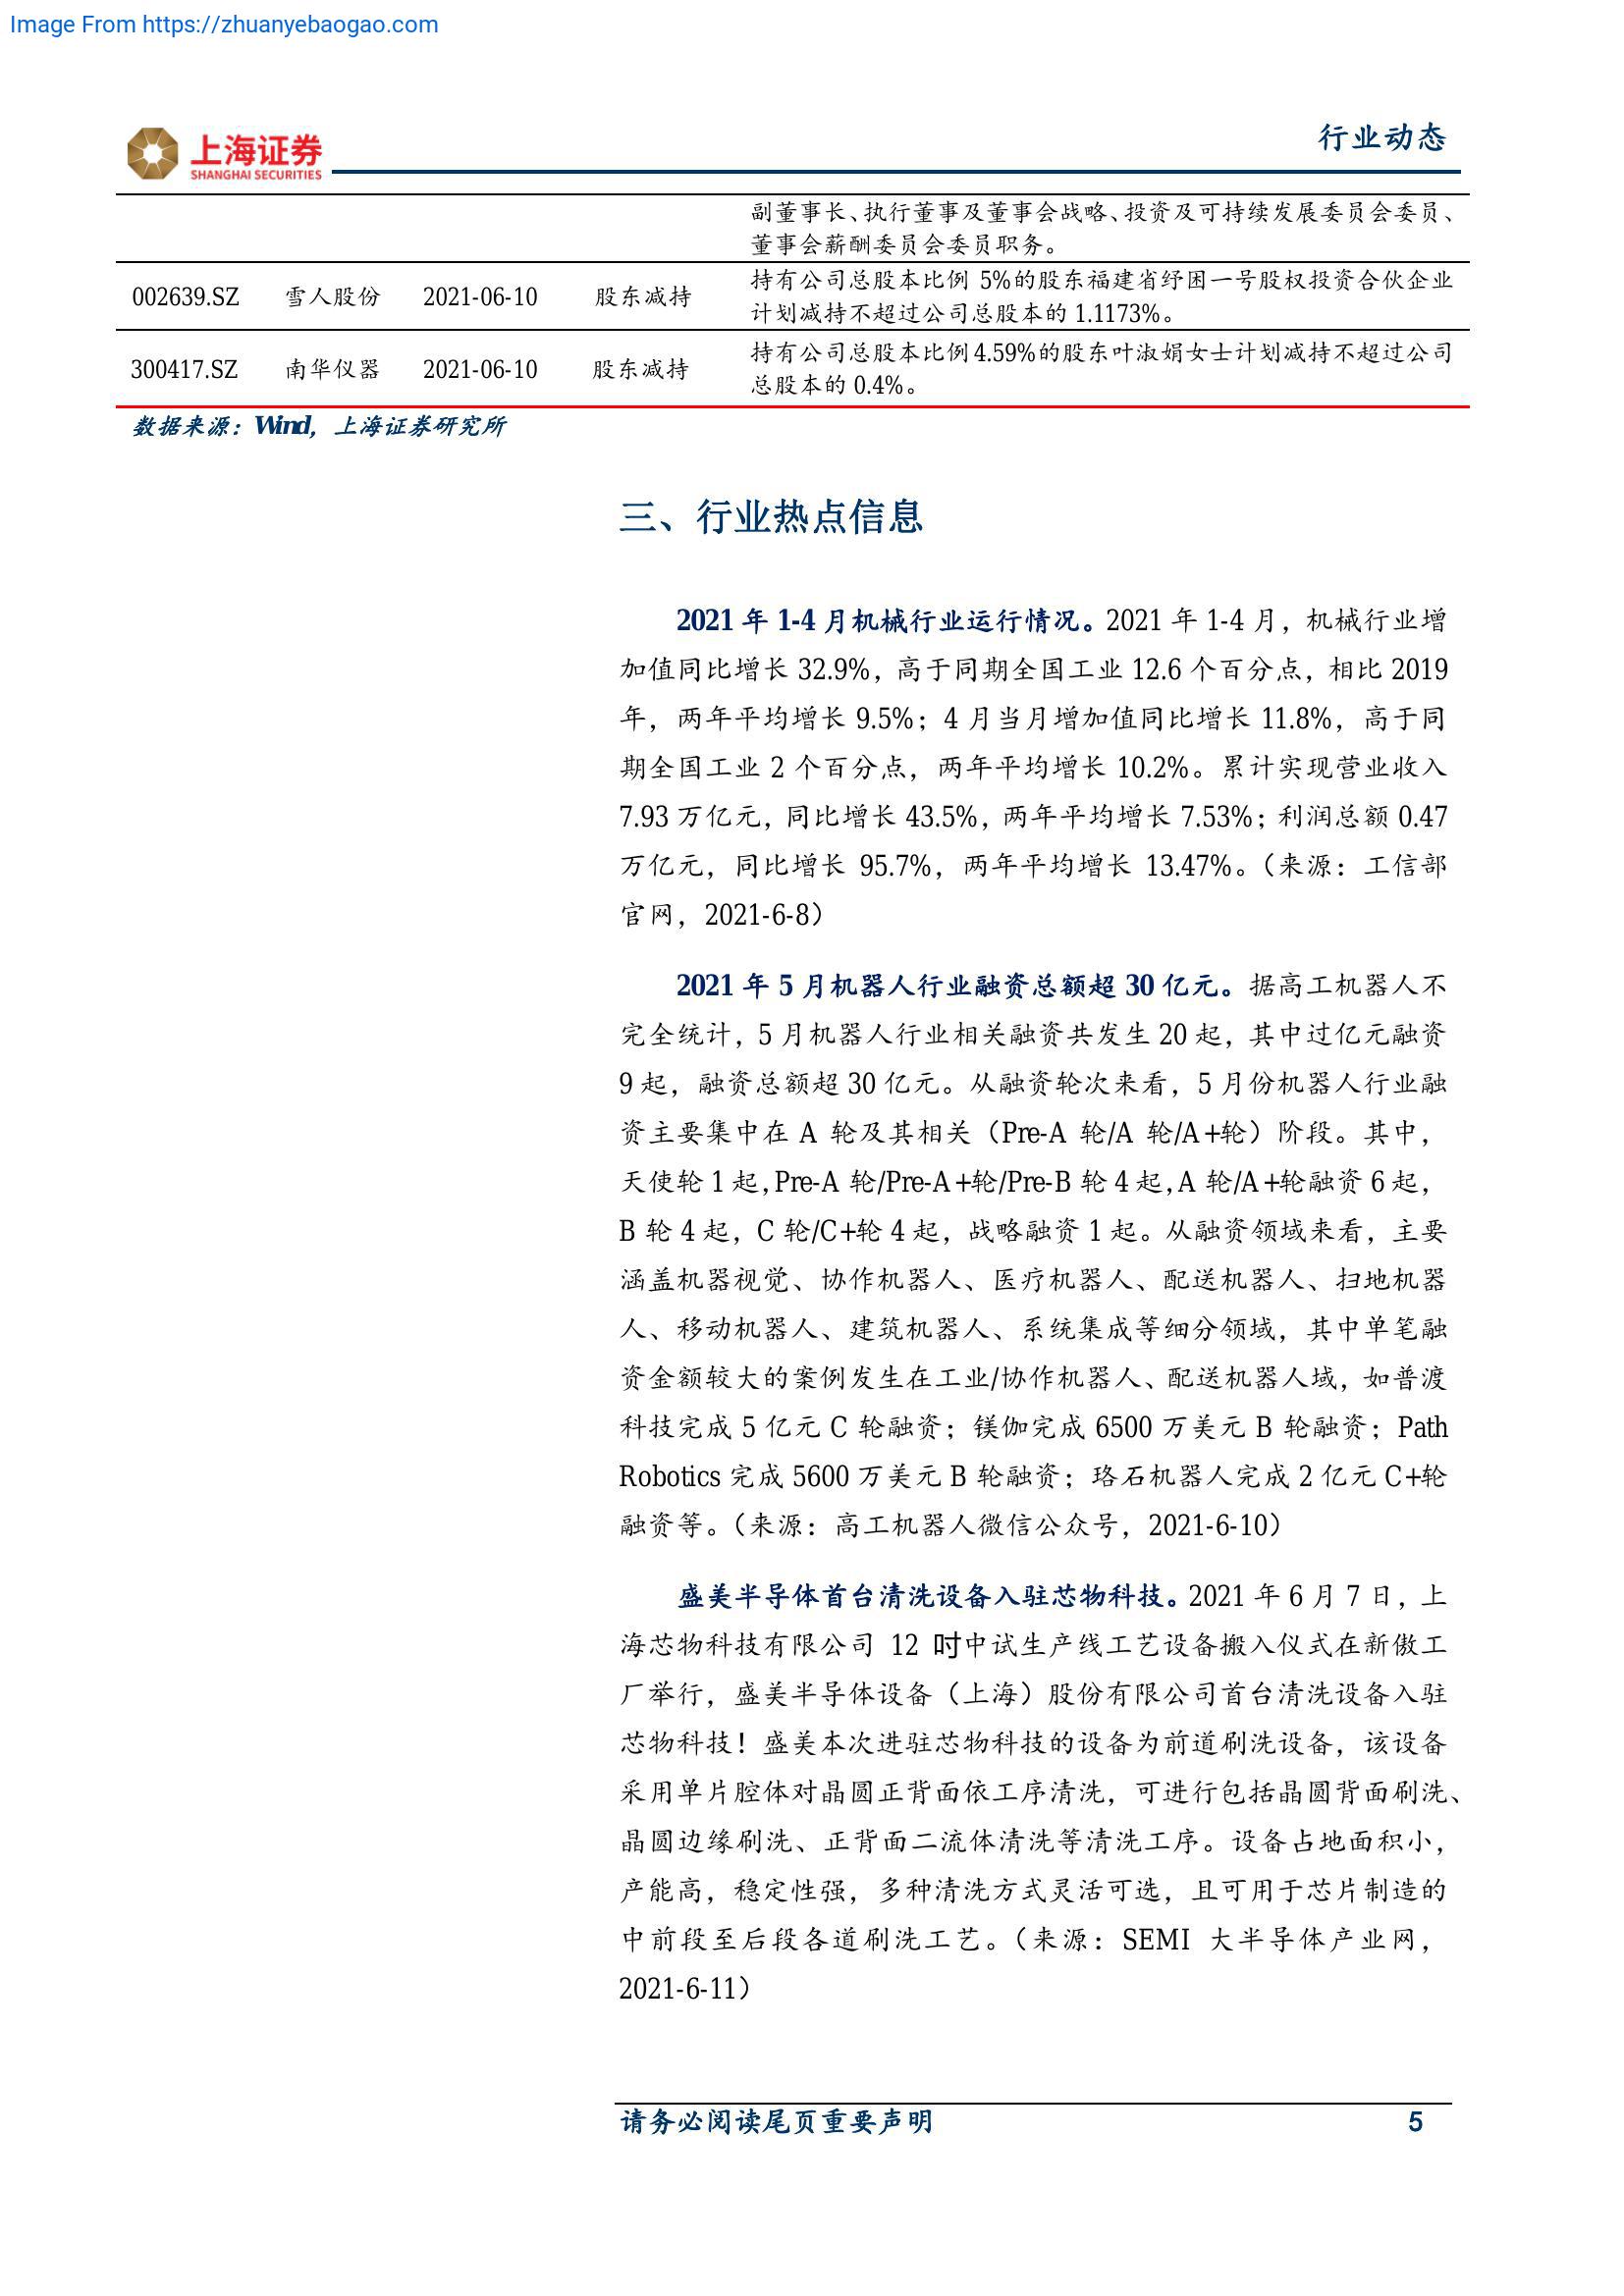 Image From https://zhuanyebaogao.com
上海证券
SHANGHAI SECURITIES
行业动态
副董事长、执行董事及董事会战略、投资及可持续发展委员会委员、
董事会薪酬委员会委员职务。
002639.SZ 雪人股份 2021-06-10 股东减持 持有公司总股本比例 5%的股东福建省纾困一号股权投资合伙企业
计划减持不超过公司总股本的 1.1173%。
300417.SZ 南华仪器 2021-06-10 股东减持 持有公司总股本比例4.59%的股东叶淑娟女士计划减持不超过公司
总股本的 0.4%。
数据来源：Wind，上海证券研究所
三、行业热点信息
2021 年 1-4 月机械行业运行情况。2021 年 1-4 月，机械行业增
加值同比增长 32.9%，高于同期全国工业 12.6 个百分点，相比 2019
年，两年平均增长 9.5%；4 月当月增加值同比增长 11.8%，高于同
期全国工业 2 个百分点，两年平均增长 10.2%。累计实现营业收入
7.93 万亿元，同比增长 43.5%，两年平均增长 7.53%；利润总额 0.47
万亿元，同比增长 95.7%，两年平均增长 13.47%。（来源：工信部
官网，2021-6-8）
2021 年 5 月机器人行业融资总额超 30 亿元。据高工机器人不
完全统计，5 月机器人行业相关融资共发生 20 起，其中过亿元融资
9 起，融资总额超 30 亿元。从融资轮次来看，5 月份机器人行业融
资主要集中在 A 轮及其相关（Pre-A 轮/A 轮/A+轮）阶段。其中，
天使轮 1 起，Pre-A 轮/Pre-A+轮/Pre-B 轮 4 起，A 轮/A+轮融资 6 起，
B 轮 4 起，C 轮/C+轮 4 起，战略融资 1 起。从融资领域来看，主要
涵盖机器视觉、协作机器人、医疗机器人、配送机器人、扫地机器
人、移动机器人、建筑机器人、系统集成等细分领域，其中单笔融
资金额较大的案例发生在工业/协作机器人、配送机器人域，如普渡
科技完成 5 亿元 C 轮融资；镁伽完成 6500 万美元 B 轮融资；Path
Robotics 完成 5600 万美元 B 轮融资；珞石机器人完成 2 亿元 C+轮
融资等。（来源：高工机器人微信公众号，2021-6-10）
盛美半导体首台清洗设备入驻芯物科技。2021 年 6 月 7 日，上
海芯物科技有限公司 12 吋中试生产线工艺设备搬入仪式在新傲工
厂举行，盛美半导体设备（上海）股份有限公司首台清洗设备入驻
芯物科技！盛美本次进驻芯物科技的设备为前道刷洗设备，该设备
采用单片腔体对晶圆正背面依工序清洗，可进行包括晶圆背面刷洗、
晶圆边缘刷洗、正背面二流体清洗等清洗工序。设备占地面积小，
产能高，稳定性强，多种清洗方式灵活可选，且可用于芯片制造的
中前段至后段各道刷洗工艺。（来源：SEMI 大半导体产业网，
2021-6-11）
请务必阅读尾页重要声明 5